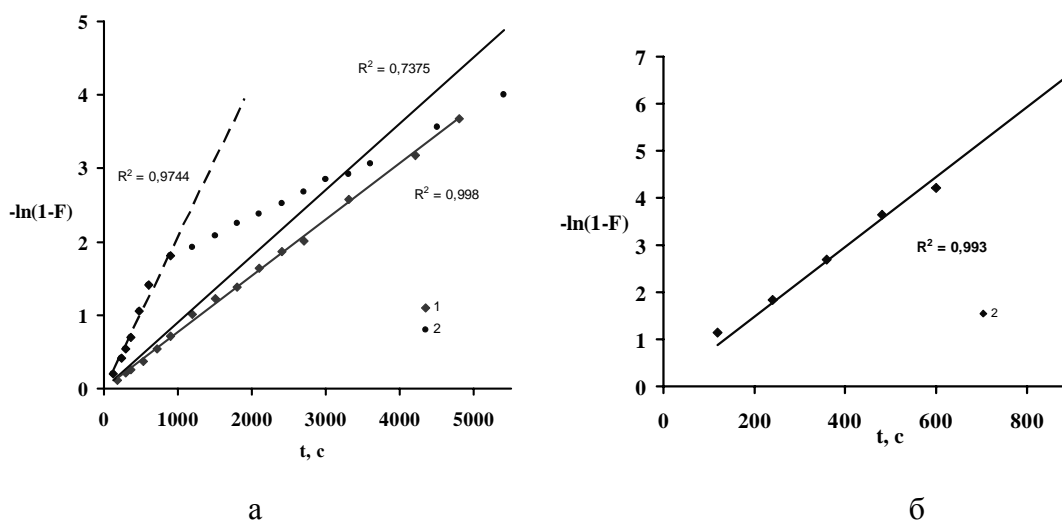 5
4
3
2
1
0
-ln(1-F)
R² = 0,9744
R² = 0,7375
R² = 0,998
1
2
0 1000 2000 3000 4000 5000
t, c
а
7
6
5
4
3
2
1
0
-ln(1-F)
R² = 0,993
2
0 200 400 600 800
t, c
б